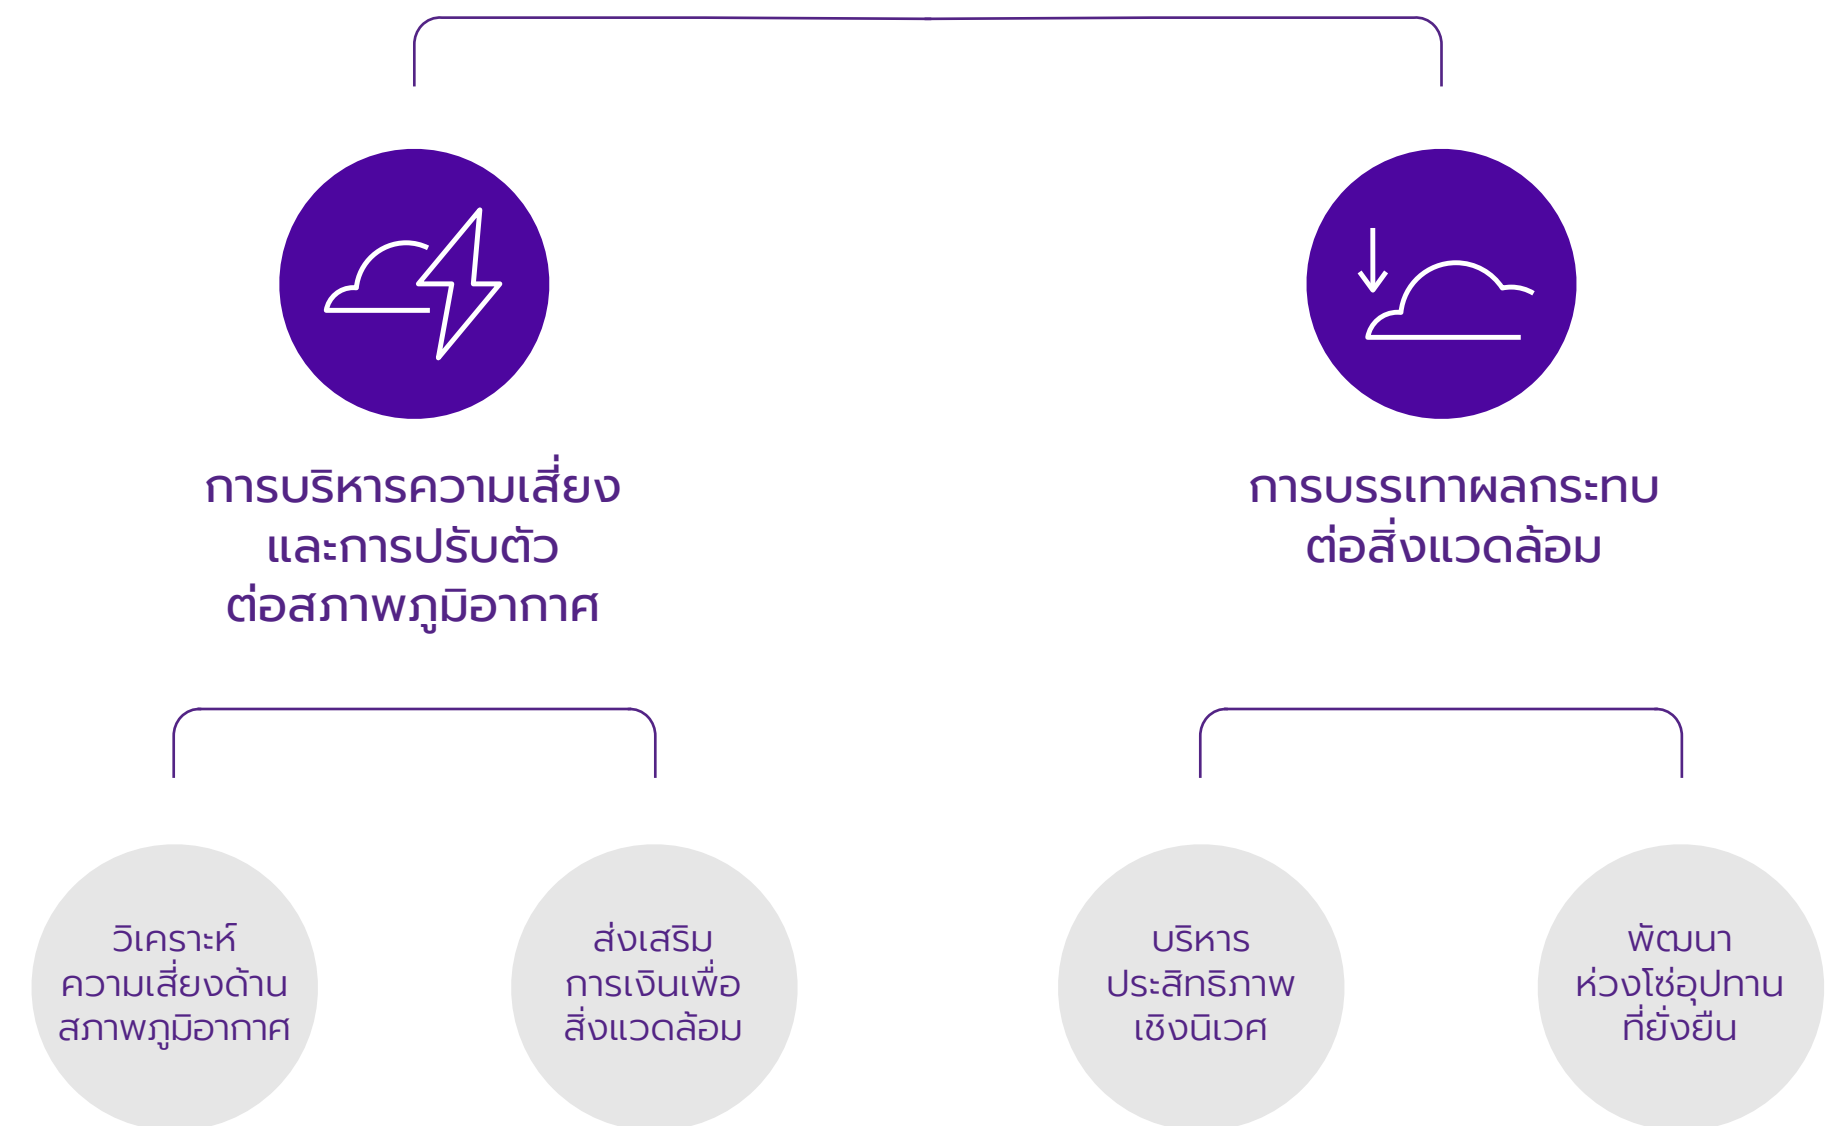 การบริหารความเสี่ยง
และการปรับตัว
ต่อสภาพภูมิอากาศ
การบรรเทาผลกระทบ
ต่อสิ่งแวดล้อม
วิเคราะห์
ความเสี่ยงด้าน
สภาพภูมิอากาศ
ส่งเสริม
การเงินเพื่อ
สิ่งแวดล้อม
บริหาร
ประสิทธิภาพ
เชิงนิเวศ
พัฒนา
ห่วงโซ่อุปทาน
ที่ยั่งยืน